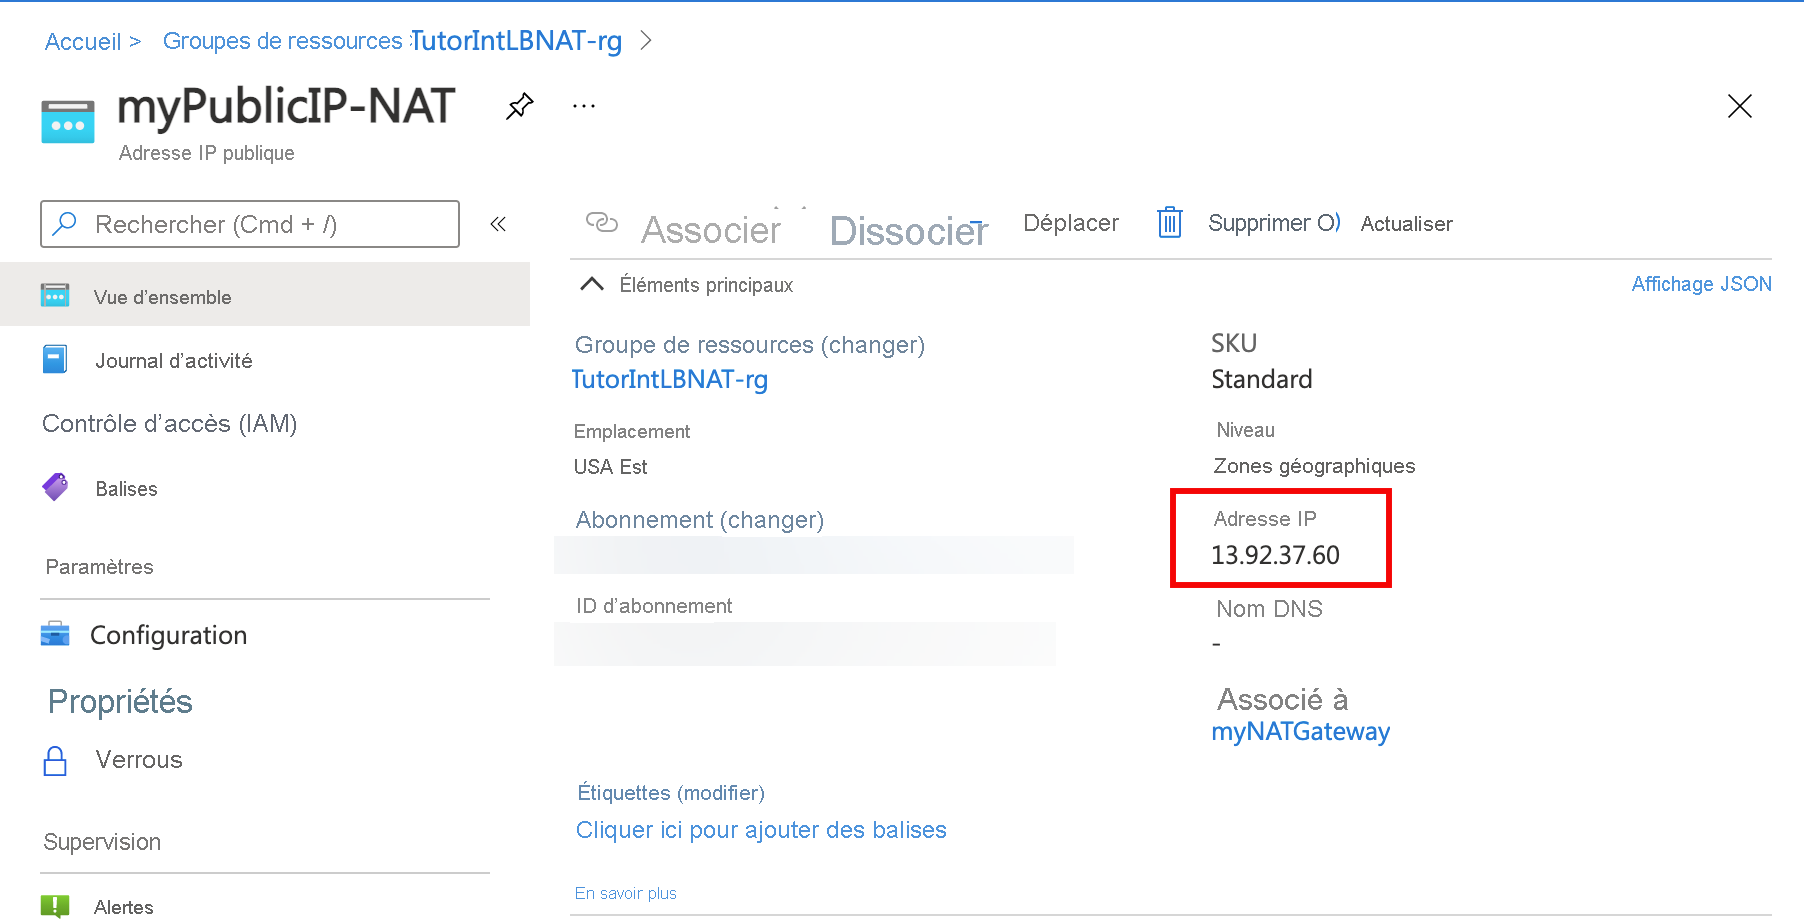 Accueil > Groupes de ressources TutorIntLBNAT-rg >
myPublicIP-NAT
...
Adresse IP publique
Rechercher (Cmd + /)
«
Vue d’ensemble
Journal d’activité
Contrôle d’accès (IAM)
Balises
Paramètres
Configuration
Propriétés
Verrous
Supervision
Alertes
Associer Dissocier Déplacer Supprimer O) Actualiser
Éléments principaux
Affichage JSON
Groupe de ressources (changer)
TutorIntLBNAT-rg
Emplacement
USA Est
Abonnement (changer)
ID d’abonnement
SKU
Standard
Niveau
Zones géographiques
Adresse IP
13.92.37.60
Nom DNS
-
Associé à
myNATGateway
Étiquettes (modifier)
Cliquer ici pour ajouter des balises
En savoir plus